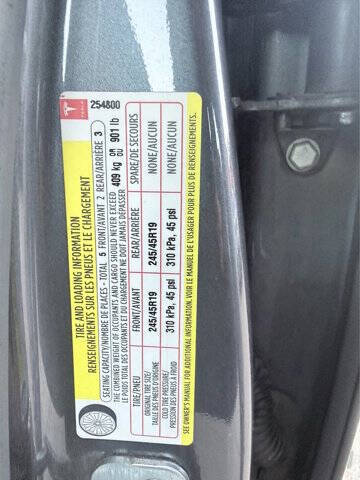 TESLA 254800
TIRE AND LOADING INFORMATION
RENSEIGNEMENTS SUR LES PNEUS ET LE CHARGEMENT
SEATING CAPACITY/NOMBRE DE PLACES - TOTAL 5 FRONT/AVANT 2 REAR/ARRIÈRE 3
THE COMBINED WEIGHT OF OCCUPANTS AND CARGO SHOULD NEVER EXCEED 409 kg OR OU 901 lb
LE POIDS TOTAL DES OCCUPANTS ET DU CHARGEMENT NE DOIT JAMAIS DÉPASSER
TIRE/PNEU FRONT/AVANT REAR/ARRIÈRE SPARE/DE SECOURS
ORIGINAL TIRE SIZE/ TAILLE DES PNEUS D'ORIGINE 245/45R19 245/45R19 NONE/AUCUN
COLD TIRE PRESSURE/ PRESSION DES PNEUS À FROID 310 kPa, 45 psi 310 kPa, 45 psi NONE/AUCUN
SEE OWNER'S MANUAL FOR ADDITIONAL INFORMATION. VOIR LE MANUEL DE L'USAGER POUR PLUS DE RENSEIGNEMENTS.